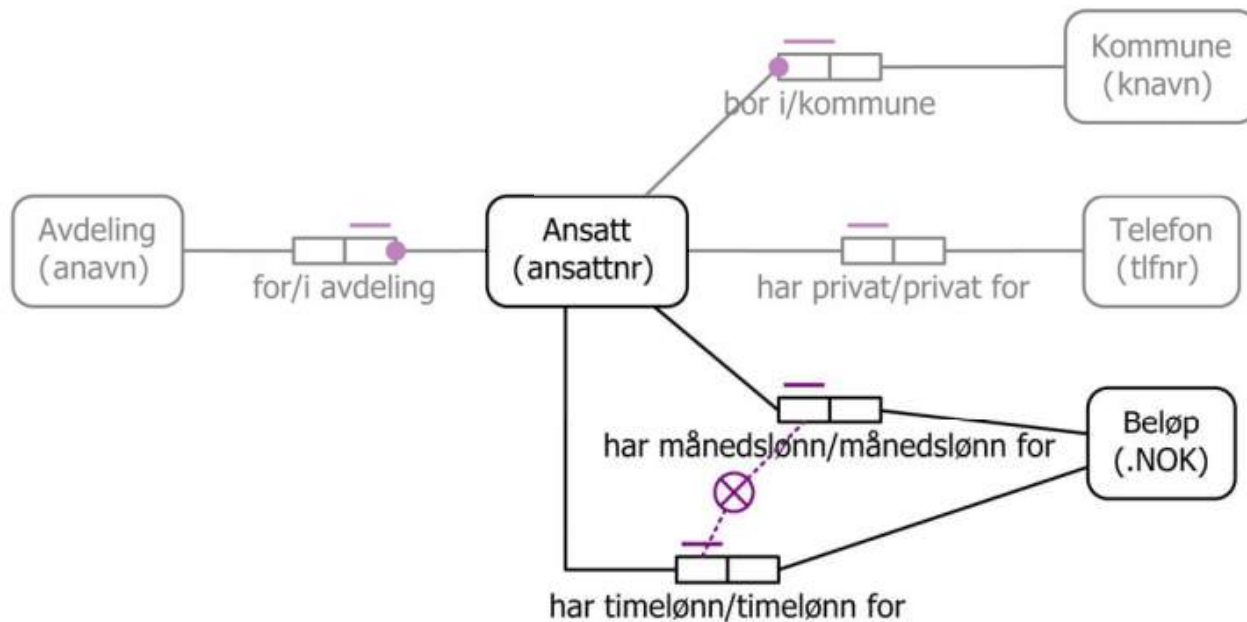 Kommune
(knavn)
bor i/kommune
Avdeling
(anavn)
for/i avdeling
Ansatt
(ansattnr)
har privat/privat for
Telefon
(tlfnr)
har månedslønn/månedslønn for
Beløp
(.NOK)
har timelønn/timelønn for